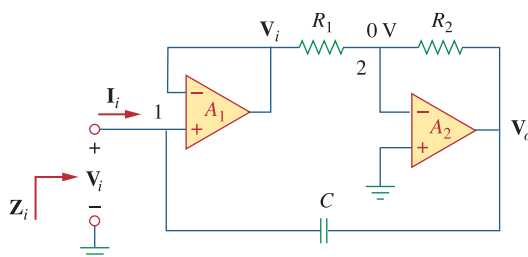 V_i R_1 0 V R_2
2
I_i 1 − A_1 +
− A_2 + V_o
+
V_i
Z_i −
C